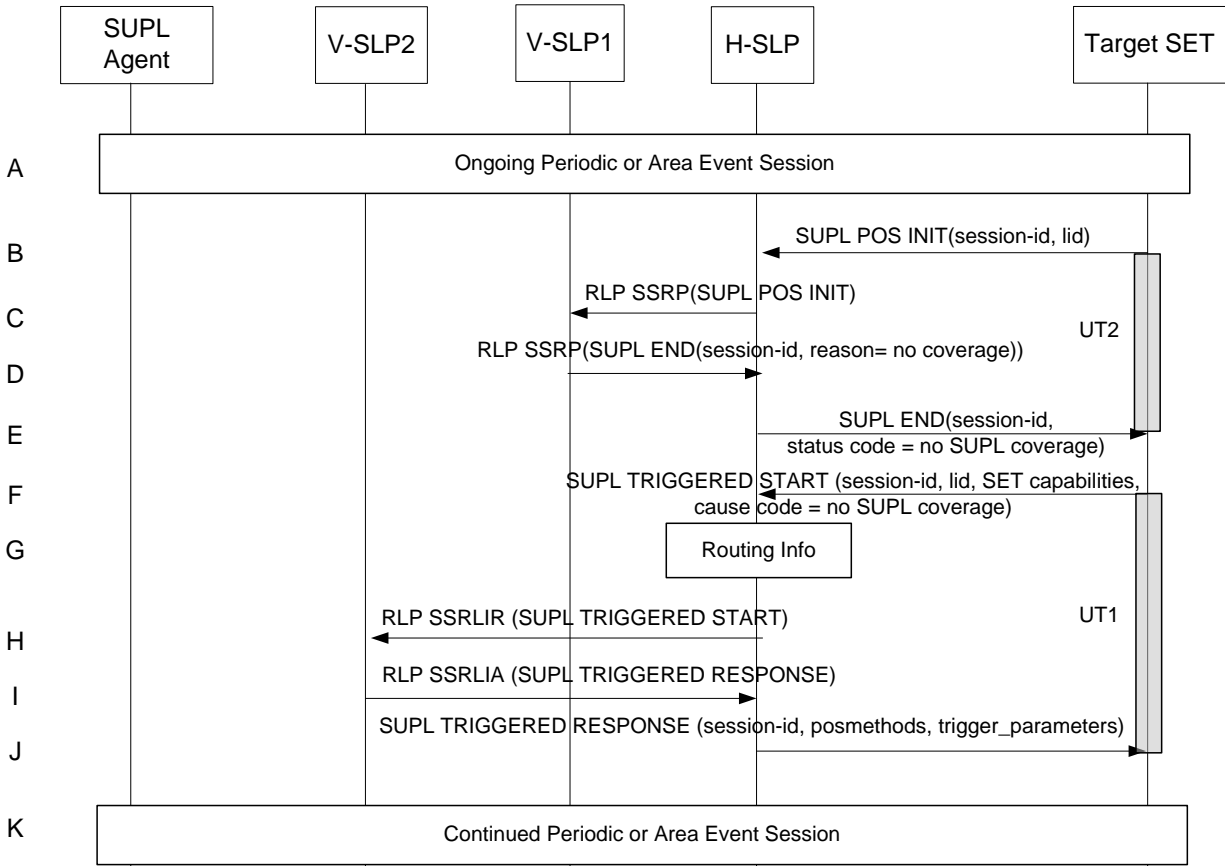 SUPL
Agent
V-SLP2
V-SLP1
H-SLP
Target SET
A
Ongoing Periodic or Area Event Session
B
SUPL POS INIT(session-id, lid)
C
RLP SSRP(SUPL POS INIT)
UT2
D
RLP SSRP(SUPL END(session-id, reason= no coverage))
E
SUPL END(session-id,
status code = no SUPL coverage)
F
SUPL TRIGGERED START (session-id, lid, SET capabilities,
cause code = no SUPL coverage)
G
Routing Info
H
RLP SSRLIR (SUPL TRIGGERED START)
UT1
I
RLP SSRLIA (SUPL TRIGGERED RESPONSE)
J
SUPL TRIGGERED RESPONSE (session-id, posmethods, trigger_parameters)
K
Continued Periodic or Area Event Session